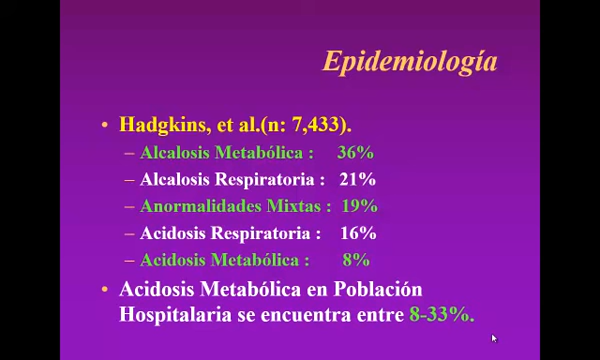 Epidemiología
• Hadgkins, et al.(n: 7,433).
– Alcalosis Metabólica : 36%
– Alcalosis Respiratoria : 21%
– Anormalidades Mixtas : 19%
– Acidosis Respiratoria : 16%
– Acidosis Metabólica : 8%
• Acidosis Metabólica en Población
Hospitalaria se encuentra entre 8-33%.